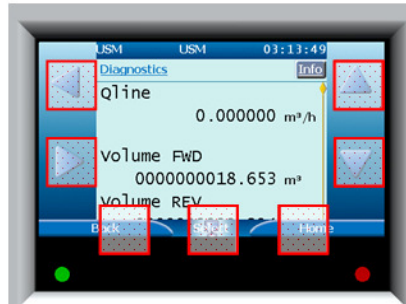 USM USM 03:13:49
Diagnostics Info
Qline
0.000000 m³/h
Volume FWD
0000000018.653 m³
Volume REV
Back Select Home